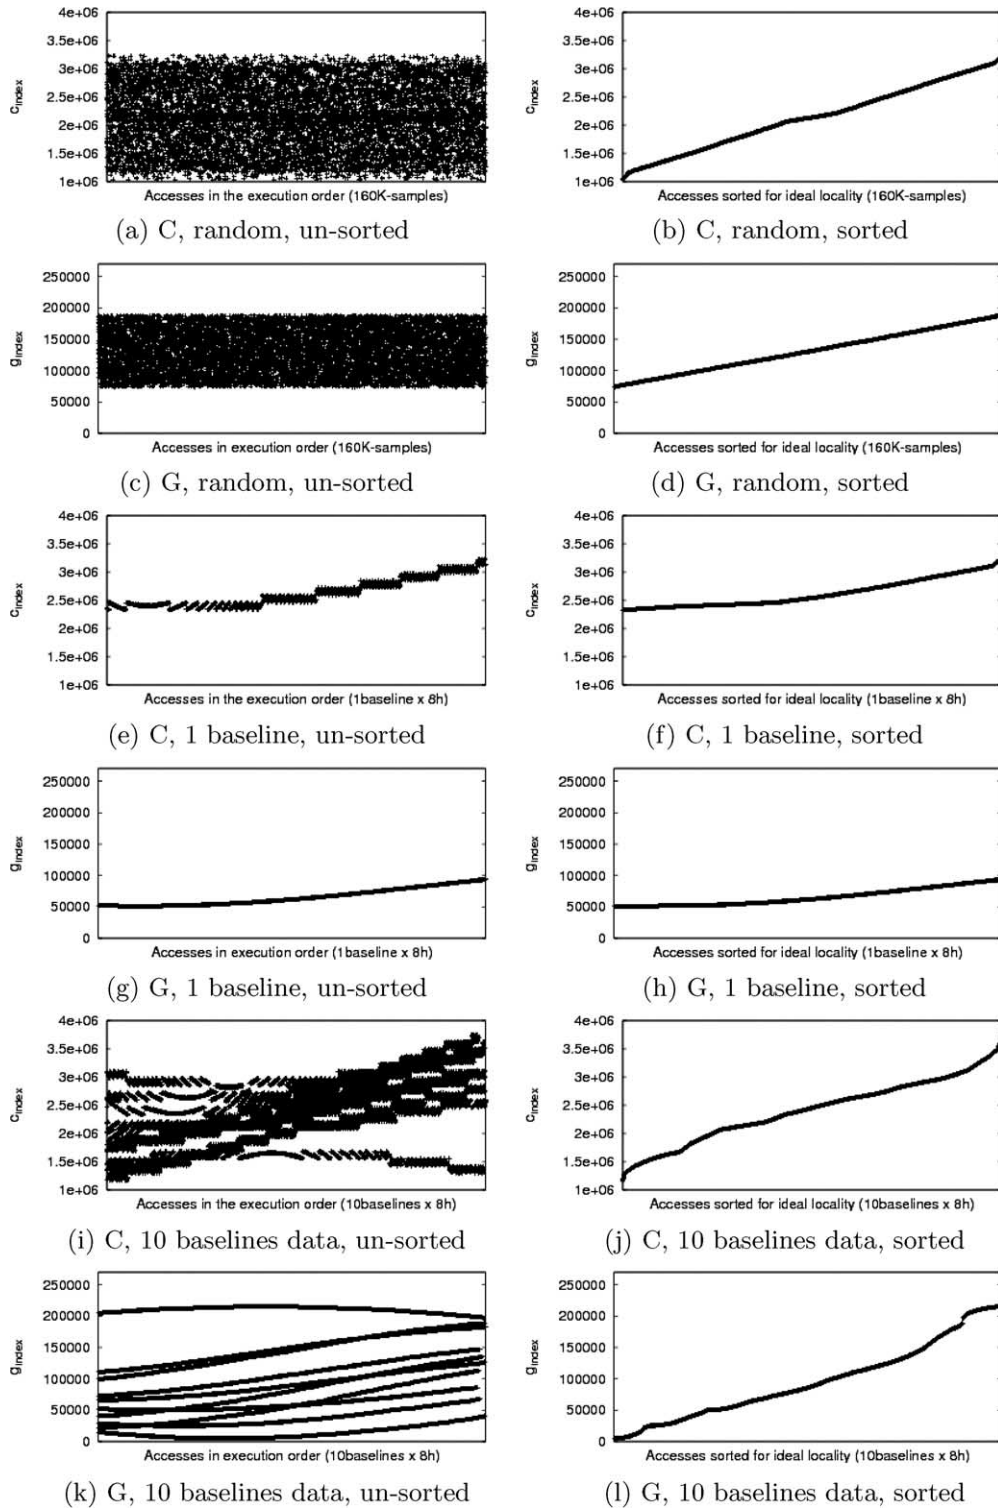 4e+06
3.5e+06
3e+06
2.5e+06
2e+06
1.5e+06
1e+06
cindex
Accesses in the execution order (160K-samples)
(a) C, random, un-sorted
4e+06
3.5e+06
3e+06
2.5e+06
2e+06
1.5e+06
1e+06
cindex
Accesses sorted for ideal locality (160K-samples)
(b) C, random, sorted
250000
200000
150000
100000
50000
0
gindex
Accesses in execution order (160K-samples)
(c) G, random, un-sorted
250000
200000
150000
100000
50000
0
gindex
Accesses sorted for ideal locality (160K-samples)
(d) G, random, sorted
4e+06
3.5e+06
3e+06
2.5e+06
2e+06
1.5e+06
1e+06
cindex
Accesses in the execution order (1baseline x 8h)
(e) C, 1 baseline, un-sorted
4e+06
3.5e+06
3e+06
2.5e+06
2e+06
1.5e+06
1e+06
cindex
Accesses sorted for ideal locality (1baseline x 8h)
(f) C, 1 baseline, sorted
250000
200000
150000
100000
50000
0
gindex
Accesses in execution order (1baseline x 8h)
(g) G, 1 baseline, un-sorted
250000
200000
150000
100000
50000
0
gindex
Accesses sorted for ideal locality (1baseline x 8h)
(h) G, 1 baseline, sorted
4e+06
3.5e+06
3e+06
2.5e+06
2e+06
1.5e+06
1e+06
cindex
Accesses in the execution order (10baselines x 8h)
(i) C, 10 baselines data, un-sorted
4e+06
3.5e+06
3e+06
2.5e+06
2e+06
1.5e+06
1e+06
cindex
Accesses sorted for ideal locality (10baselines x 8h)
(j) C, 10 baselines data, sorted
250000
200000
150000
100000
50000
0
gindex
Accesses in execution order (10baselines x 8h)
(k) G, 10 baselines data, un-sorted
250000
200000
150000
100000
50000
0
gindex
Accesses sorted for ideal locality (10baselines x 8h)
(l) G, 10 baselines data, sorted